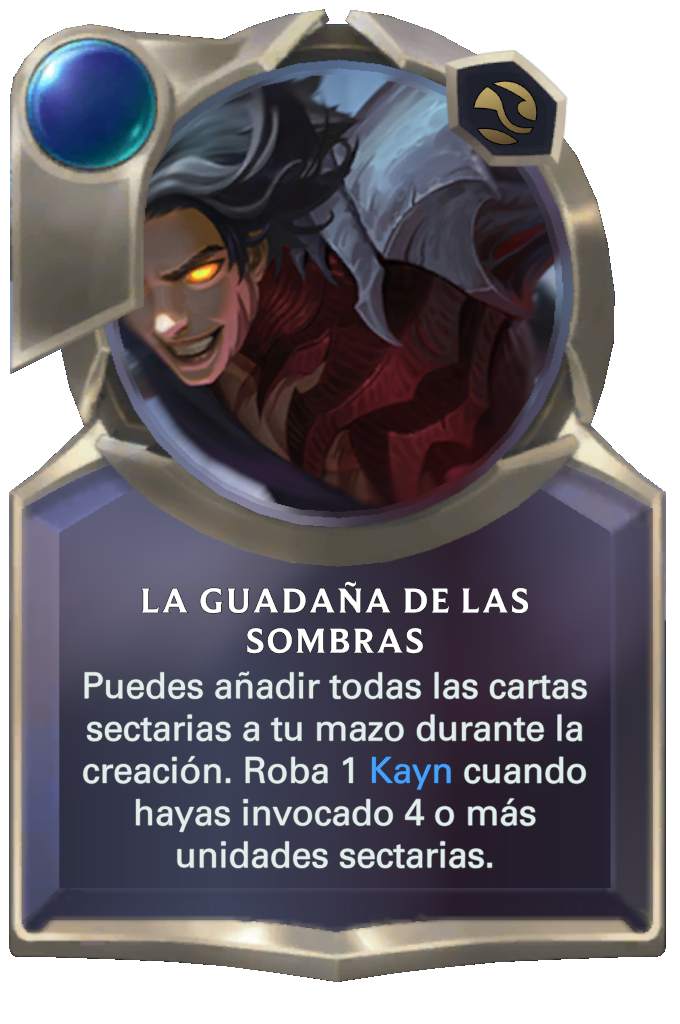 LA GUADAÑA DE LAS
SOMBRAS
Puedes añadir todas las cartas
sectarias a tu mazo durante la
creación. Roba 1 Kayn cuando
hayas invocado 4 o más
unidades sectarias.